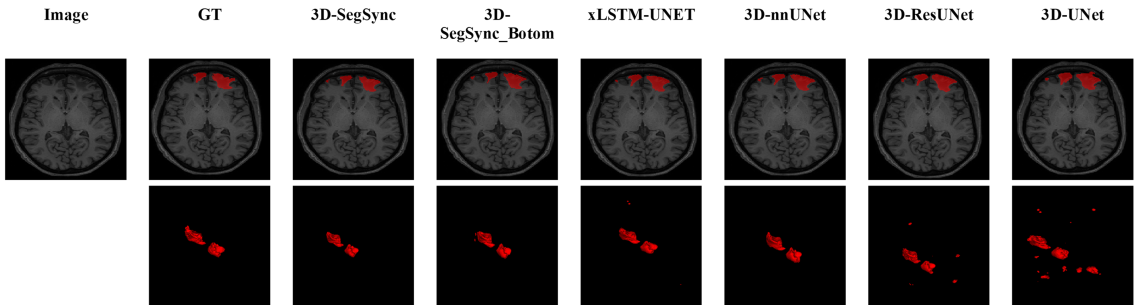 Image
GT
3D-SegSync
3D-
SegSync_Botom
xLSTM-UNET
3D-nnUNet
3D-ResUNet
3D-UNet